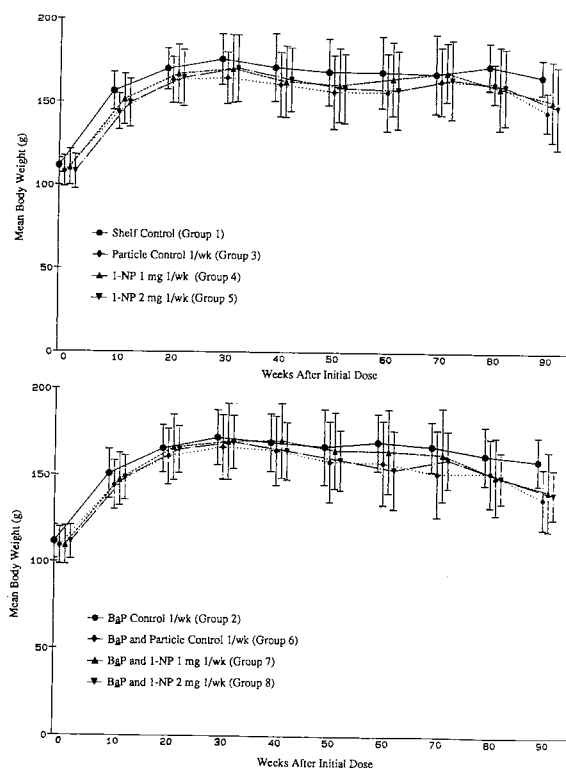 200
150
100
50
0
Mean Body Weight (g)
Shelf Control (Group 1)
Particle Control 1/wk (Group 3)
1-NP 1 mg 1/wk (Group 4)
1-NP 2 mg 1/wk (Group 5)
0 10 20 30 40 50 60 70 80 90
Weeks After Initial Dose
200
150
100
50
0
Mean Body Weight (g)
BaP Control 1/wk (Group 2)
BaP and Particle Control 1/wk (Group 6)
BaP and 1-NP 1 mg 1/wk (Group 7)
BaP and 1-NP 2 mg 1/wk (Group 8)
0 10 20 30 40 50 60 70 80 90
Weeks After Initial Dose